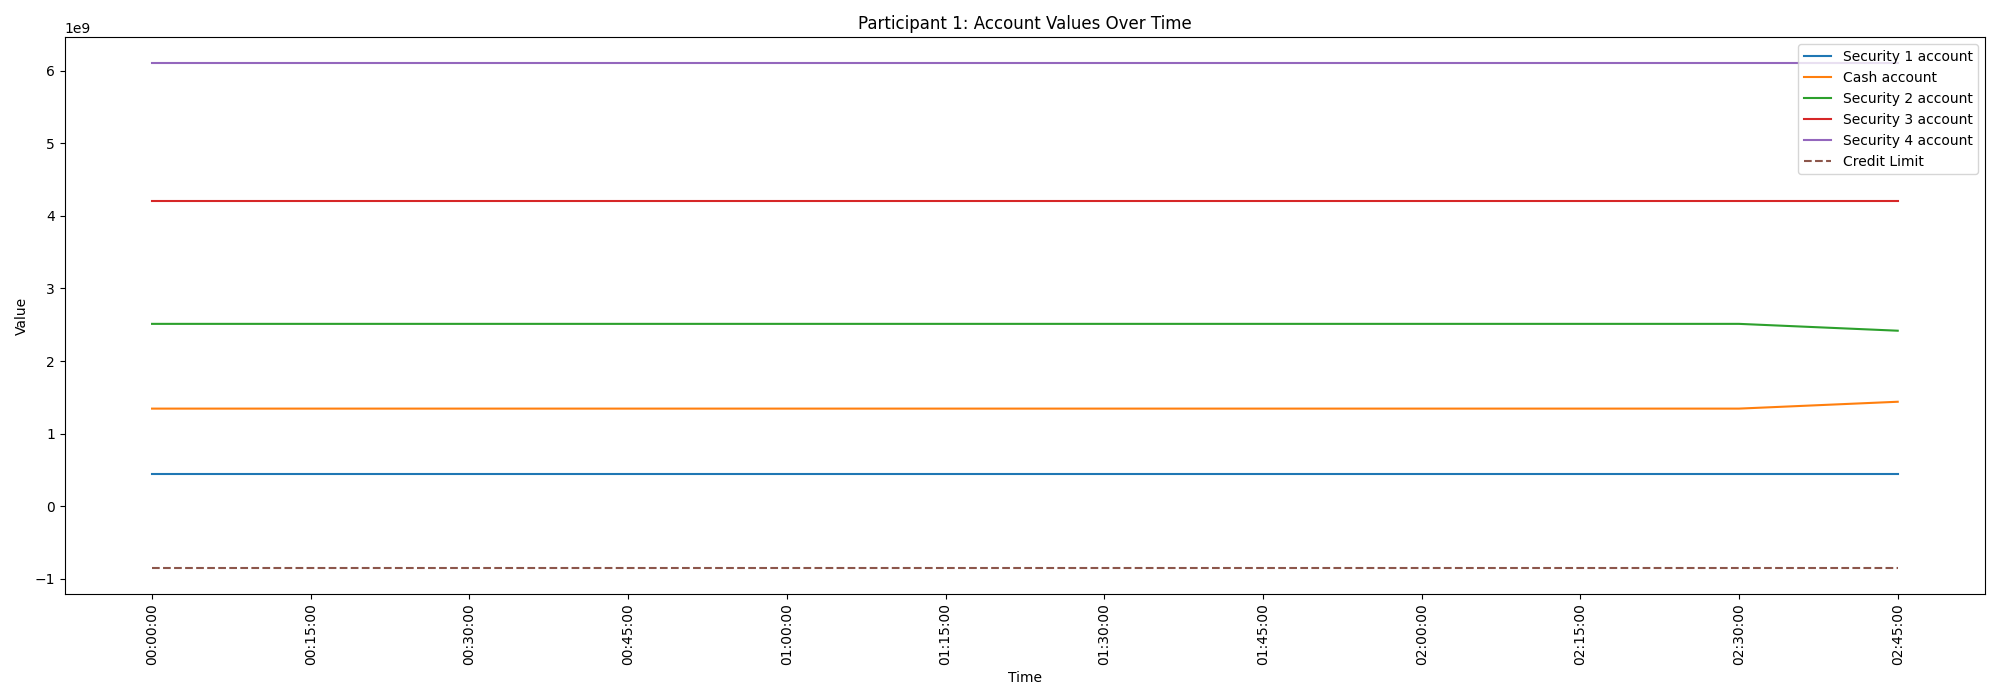 Participant 1: Account Values Over Time
1e9
6
5
4
3
2
1
0
−1
Value
Security 1 account
Cash account
Security 2 account
Security 3 account
Security 4 account
Credit Limit
00:00:00
00:15:00
00:30:00
00:45:00
01:00:00
01:15:00
01:30:00
01:45:00
02:00:00
02:15:00
02:30:00
02:45:00
Time